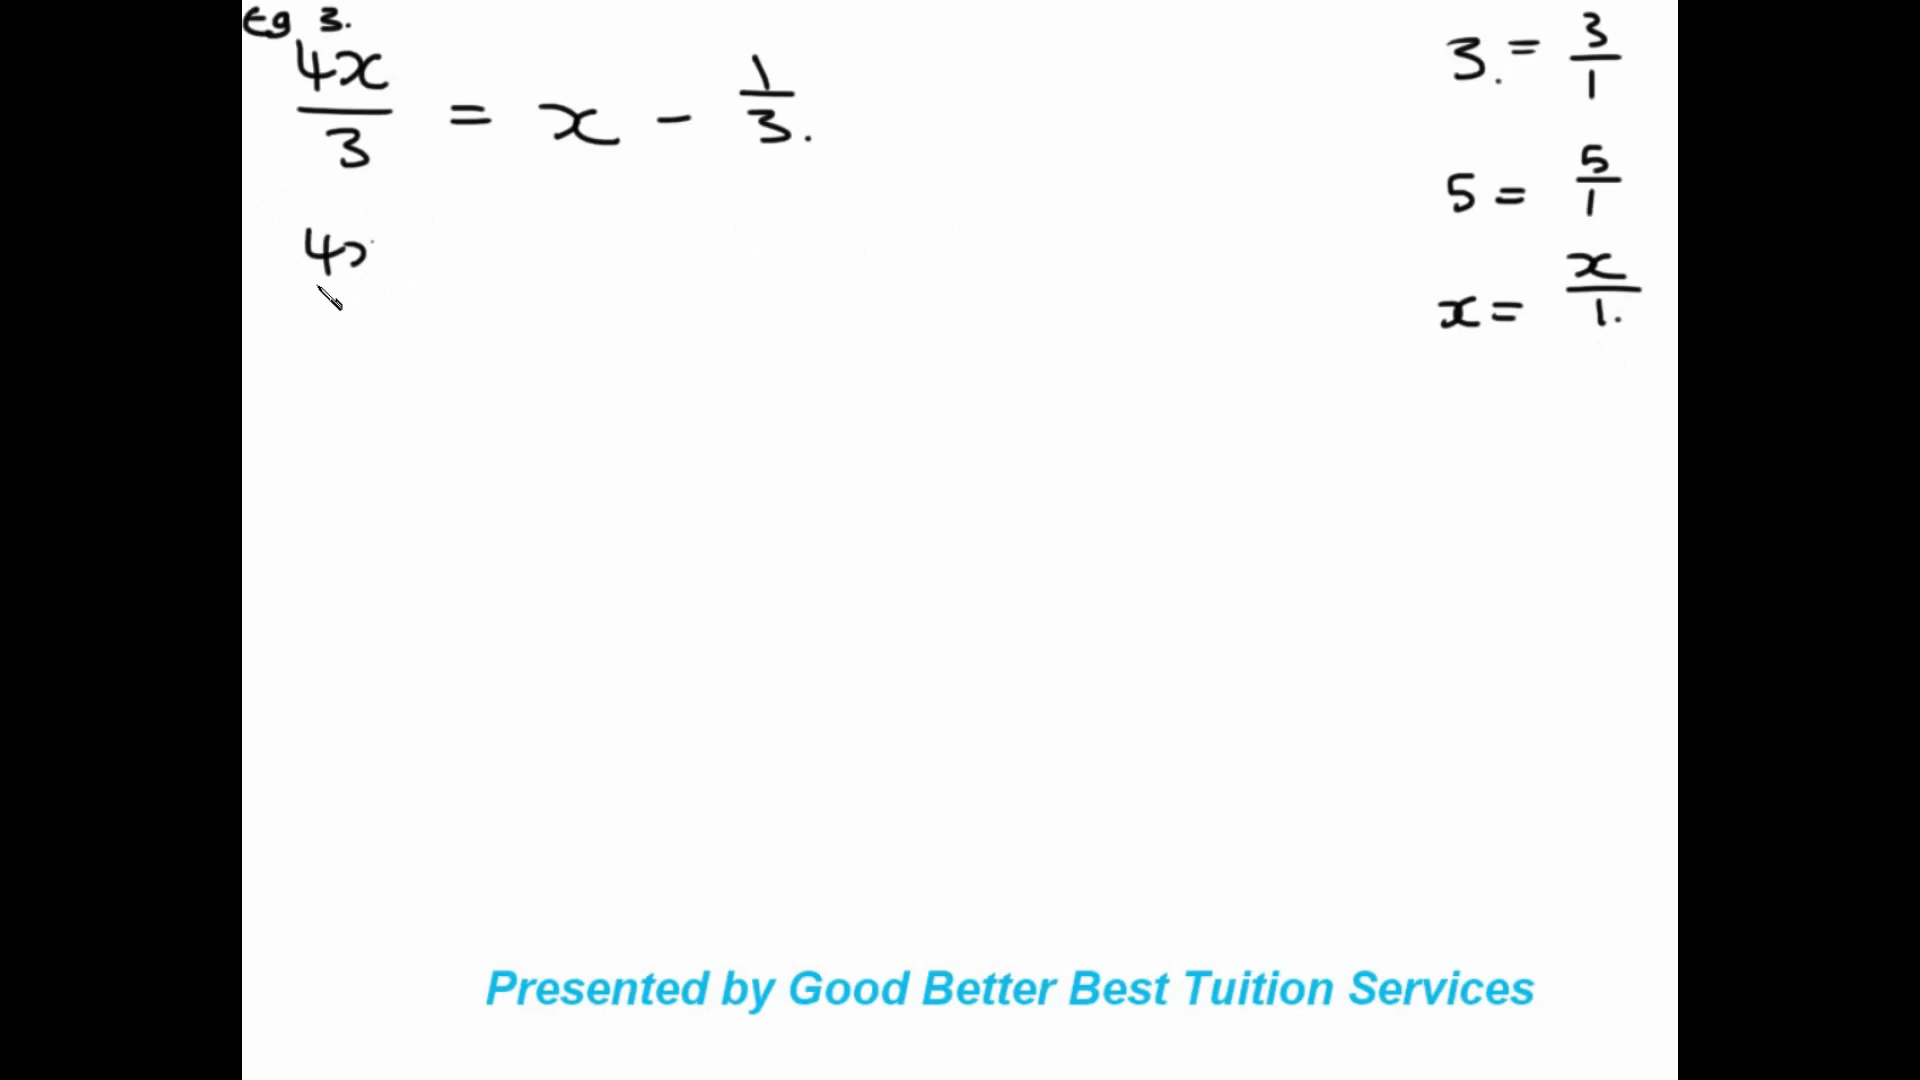 Eg 3.
4x/3 = x - 1/3.
4
3. = 3/1
5 = 5/1
x = x/1.
Presented by Good Better Best Tuition Services